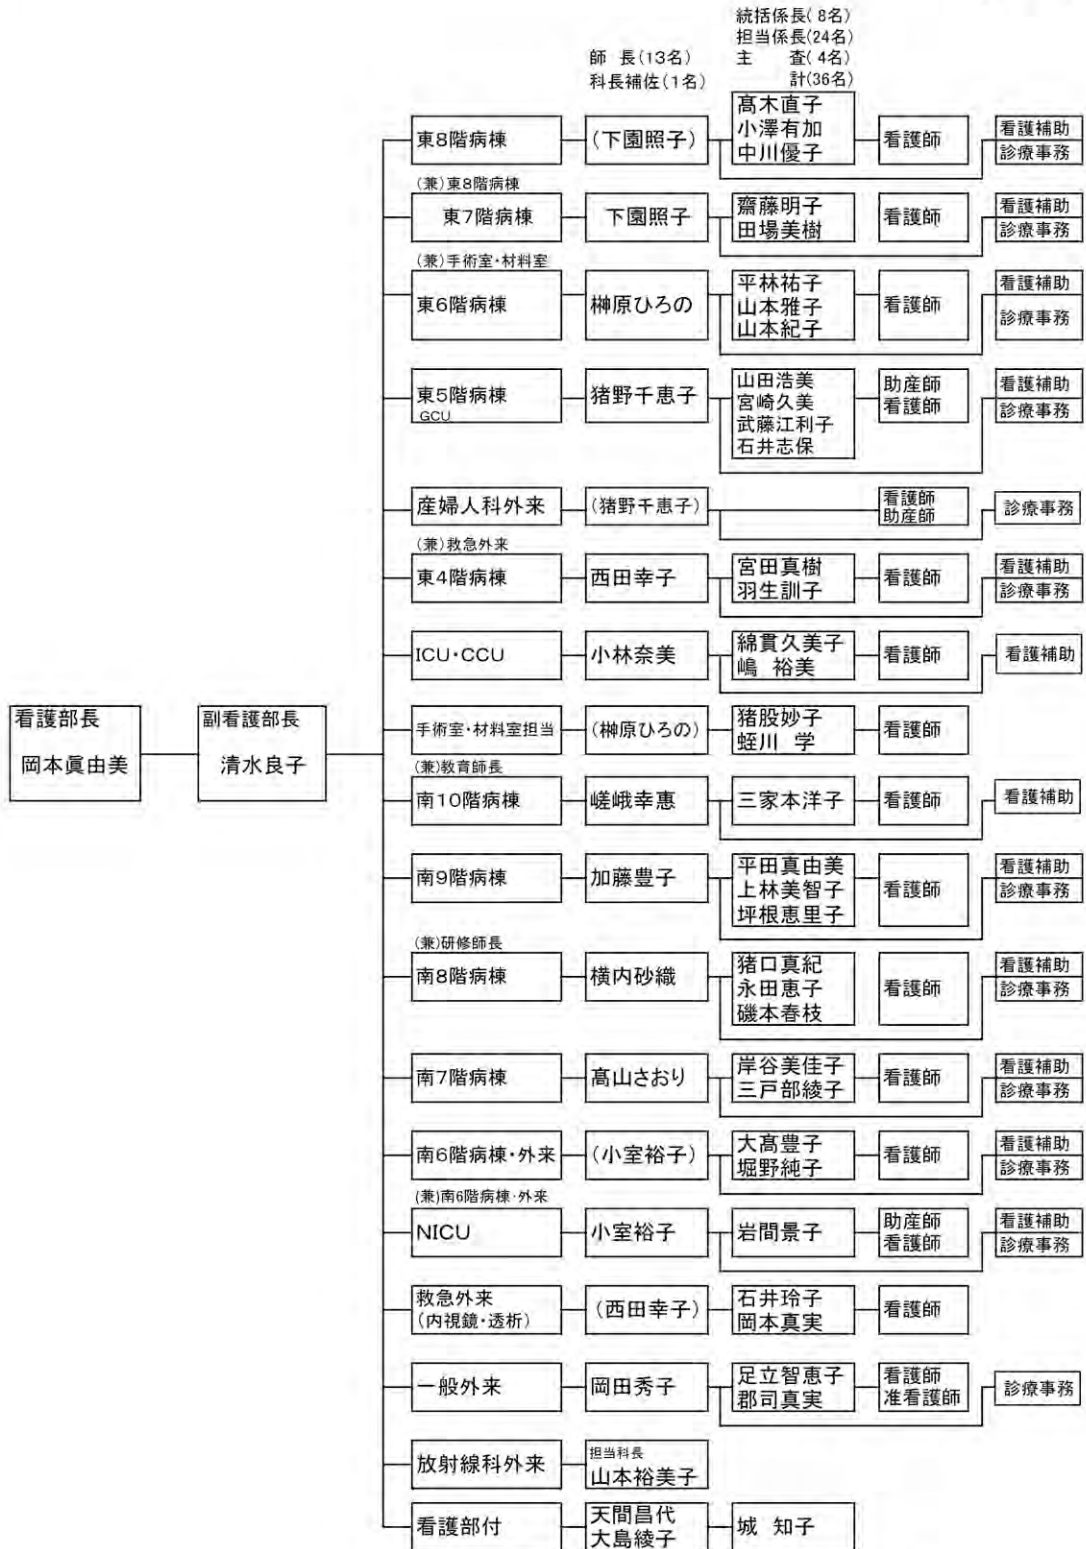 統括係長(8名)
担当係長(24名)
師 長(13名)
主 査(4名)
科長補佐(1名)
計(36名)
看護部長
岡本眞由美
副看護部長
清水良子
東8階病棟
(下園照子)
髙木直子
小澤有加
中川優子
看護師
看護補助
診療事務
(兼)東8階病棟
東7階病棟
下園照子
齋藤明子
田場美樹
看護師
看護補助
診療事務
(兼)手術室・材料室
東6階病棟
榊原ひろの
平林祐子
山本雅子
山本紀子
看護師
看護補助
診療事務
東5階病棟
GCU
猪野千恵子
山田浩美
宮崎久美
武藤江利子
石井志保
助産師
看護師
看護補助
診療事務
産婦人科外来
(猪野千恵子)
看護師
助産師
診療事務
(兼)救急外来
東4階病棟
西田幸子
宮田真樹
羽生訓子
看護師
看護補助
診療事務
ICU・CCU
小林奈美
綿貫久美子
嶋 裕美
看護師
看護補助
手術室・材料室担当
(榊原ひろの)
猪股妙子
蛭川 学
看護師
(兼)教育師長
南10階病棟
嵯峨幸恵
三家本洋子
看護師
看護補助
南9階病棟
加藤豊子
平田真由美
上林美智子
坪根恵里子
看護師
看護補助
診療事務
(兼)研修師長
南8階病棟
横内砂織
猪口真紀
永田恵子
磯本春枝
看護師
看護補助
診療事務
南7階病棟
髙山さおり
岸谷美佳子
三戸部綾子
看護師
看護補助
診療事務
南6階病棟・外来
(小室裕子)
大髙豊子
堀野純子
看護師
看護補助
診療事務
(兼)南6階病棟・外来
NICU
小室裕子
岩間景子
助産師
看護師
看護補助
診療事務
救急外来
(内視鏡・透析)
(西田幸子)
石井玲子
岡本真実
看護師
一般外来
岡田秀子
足立智恵子
郡司真実
看護師
准看護師
診療事務
放射線科外来
担当科長
山本裕美子
看護部付
天間昌代
大島綾子
城 知子